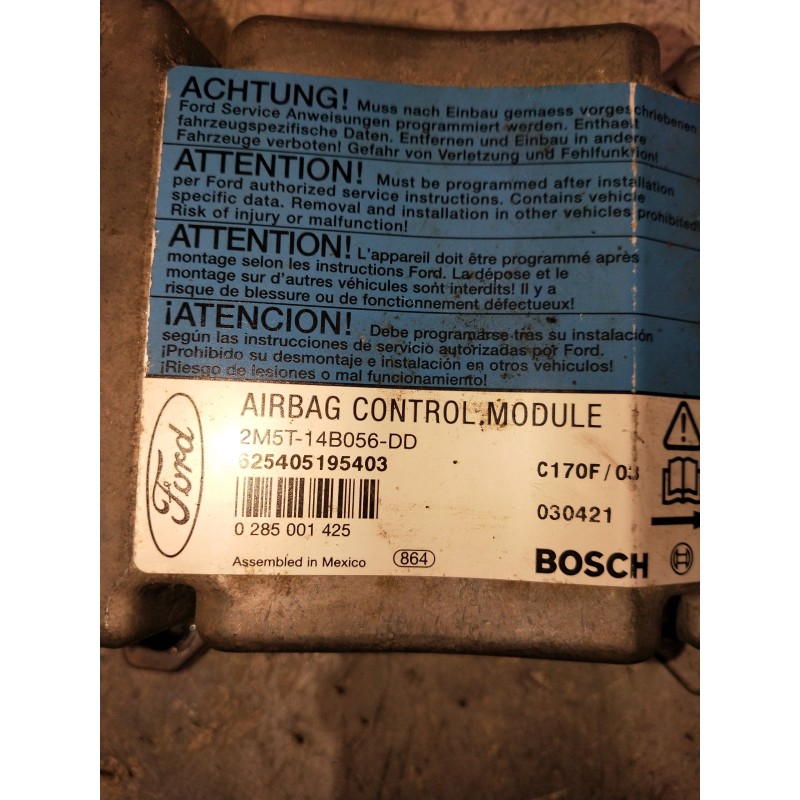 ACHTUNG! Muss nach Einbau gemaess vorgeschriebenen
Ford Service Anweisungen programmiert werden. Enthaelt
fahrzeugspezifische Daten. Entfernen und Einbau in andere
Fahrzeuge verboten! Gefahr von Verletzung und Fehlfunktion!
ATTENTION! Must be programmed after installation
per Ford authorized service instructions. Contains vehicle
specific data. Removal and installation in other vehicles prohibited!
Risk of injury or malfunction!
ATTENTION! L'appareil doit être programmé après
montage selon les instructions Ford. La dépose et le
montage sur d'autres véhicules sont interdits! Il y a
risque de blessure ou de fonctionnement défectueux!
¡ATENCION! Debe programarse tras su instalación
según las instrucciones de servicio autorizadas por Ford.
¡Prohibido su desmontaje e instalación en otros vehiculos!
¡Riesgo de lesiones o mal funcionamiento!
Ford
AIRBAG CONTROL MODULE
2M5T-14B056-DD
625405195403
C170F/03
0 285 001 425
030421
Assembled in Mexico
864
BOSCH